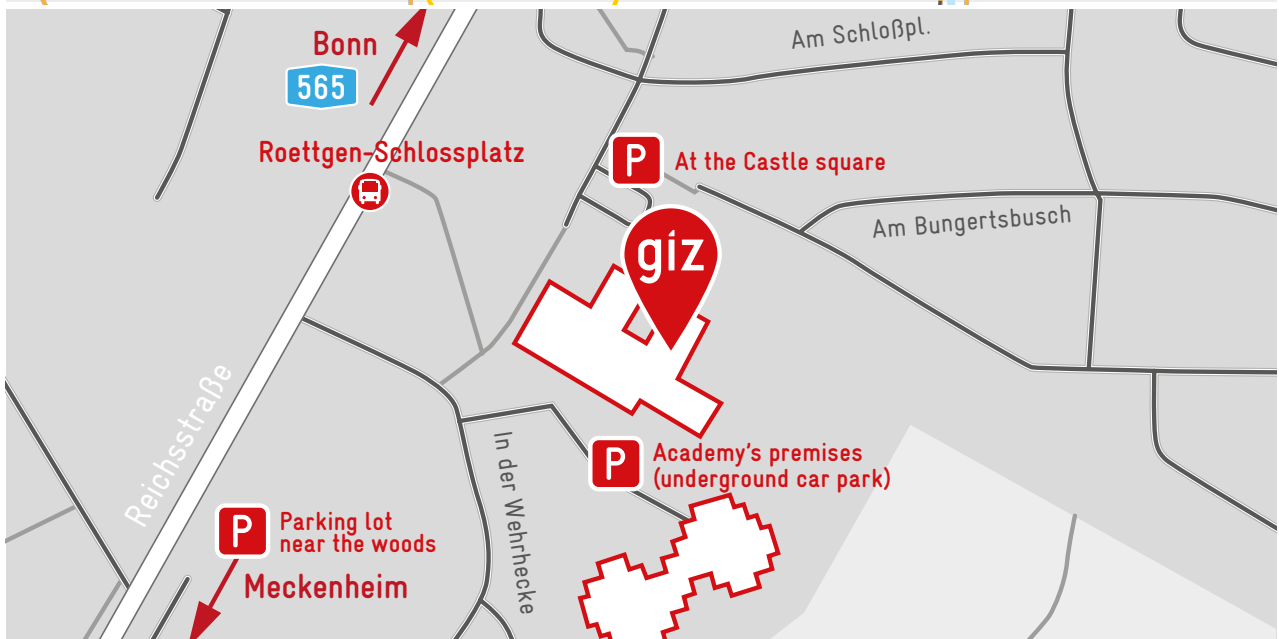 Am Schloßpl.
Bonn
565
Roettgen-Schlossplatz
P
At the Castle square
Am Bungertsbusch
giz
Reichsstraße
In der Wehrhecke
P
Academy's premises
(underground car park)
P
Parking lot
near the woods
Meckenheim